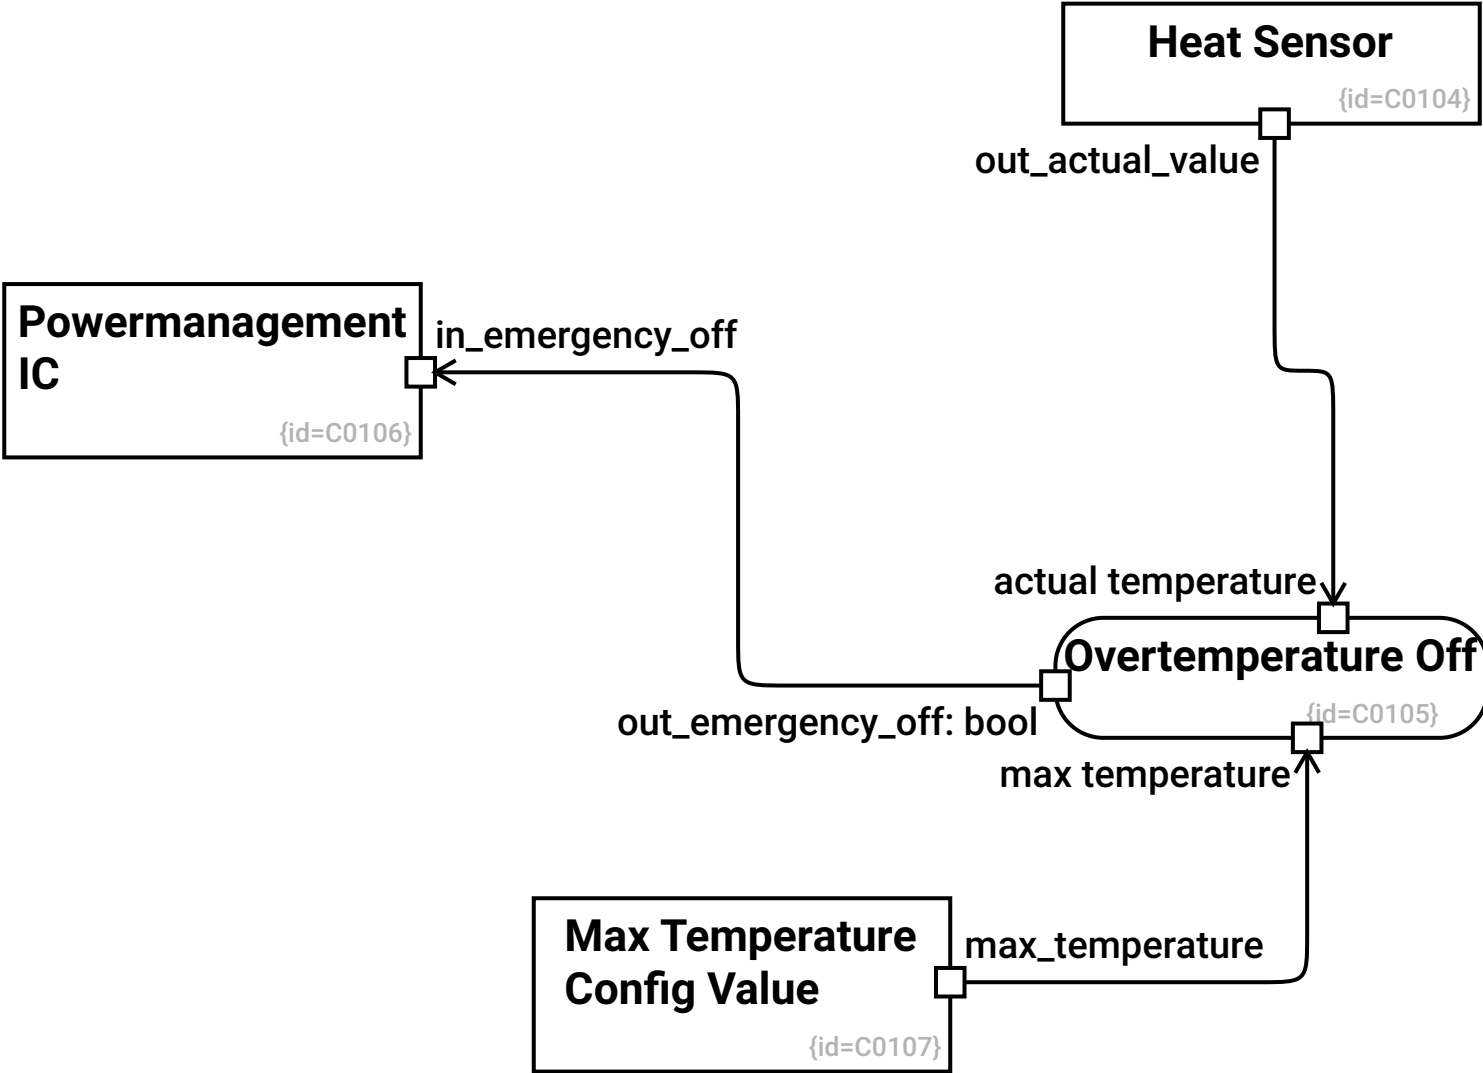 Heat Sensor
{id=C0104}
out_actual_value
Powermanagement
IC
{id=C0106}
in_emergency_off
actual temperature
Overtemperature Off
{id=C0105}
out_emergency_off: bool
max temperature
Max Temperature
Config Value
{id=C0107}
max_temperature